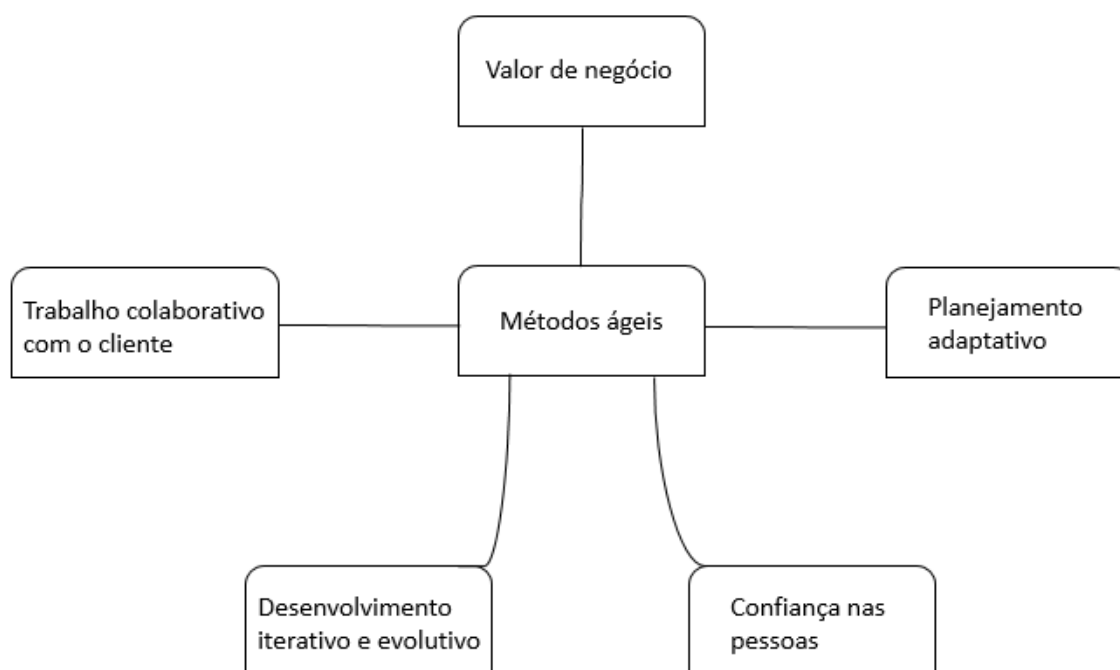 Valor de negócio
Trabalho colaborativo
com o cliente
Métodos ágeis
Planejamento
adaptativo
Desenvolvimento
iterativo e evolutivo
Confiança nas
pessoas